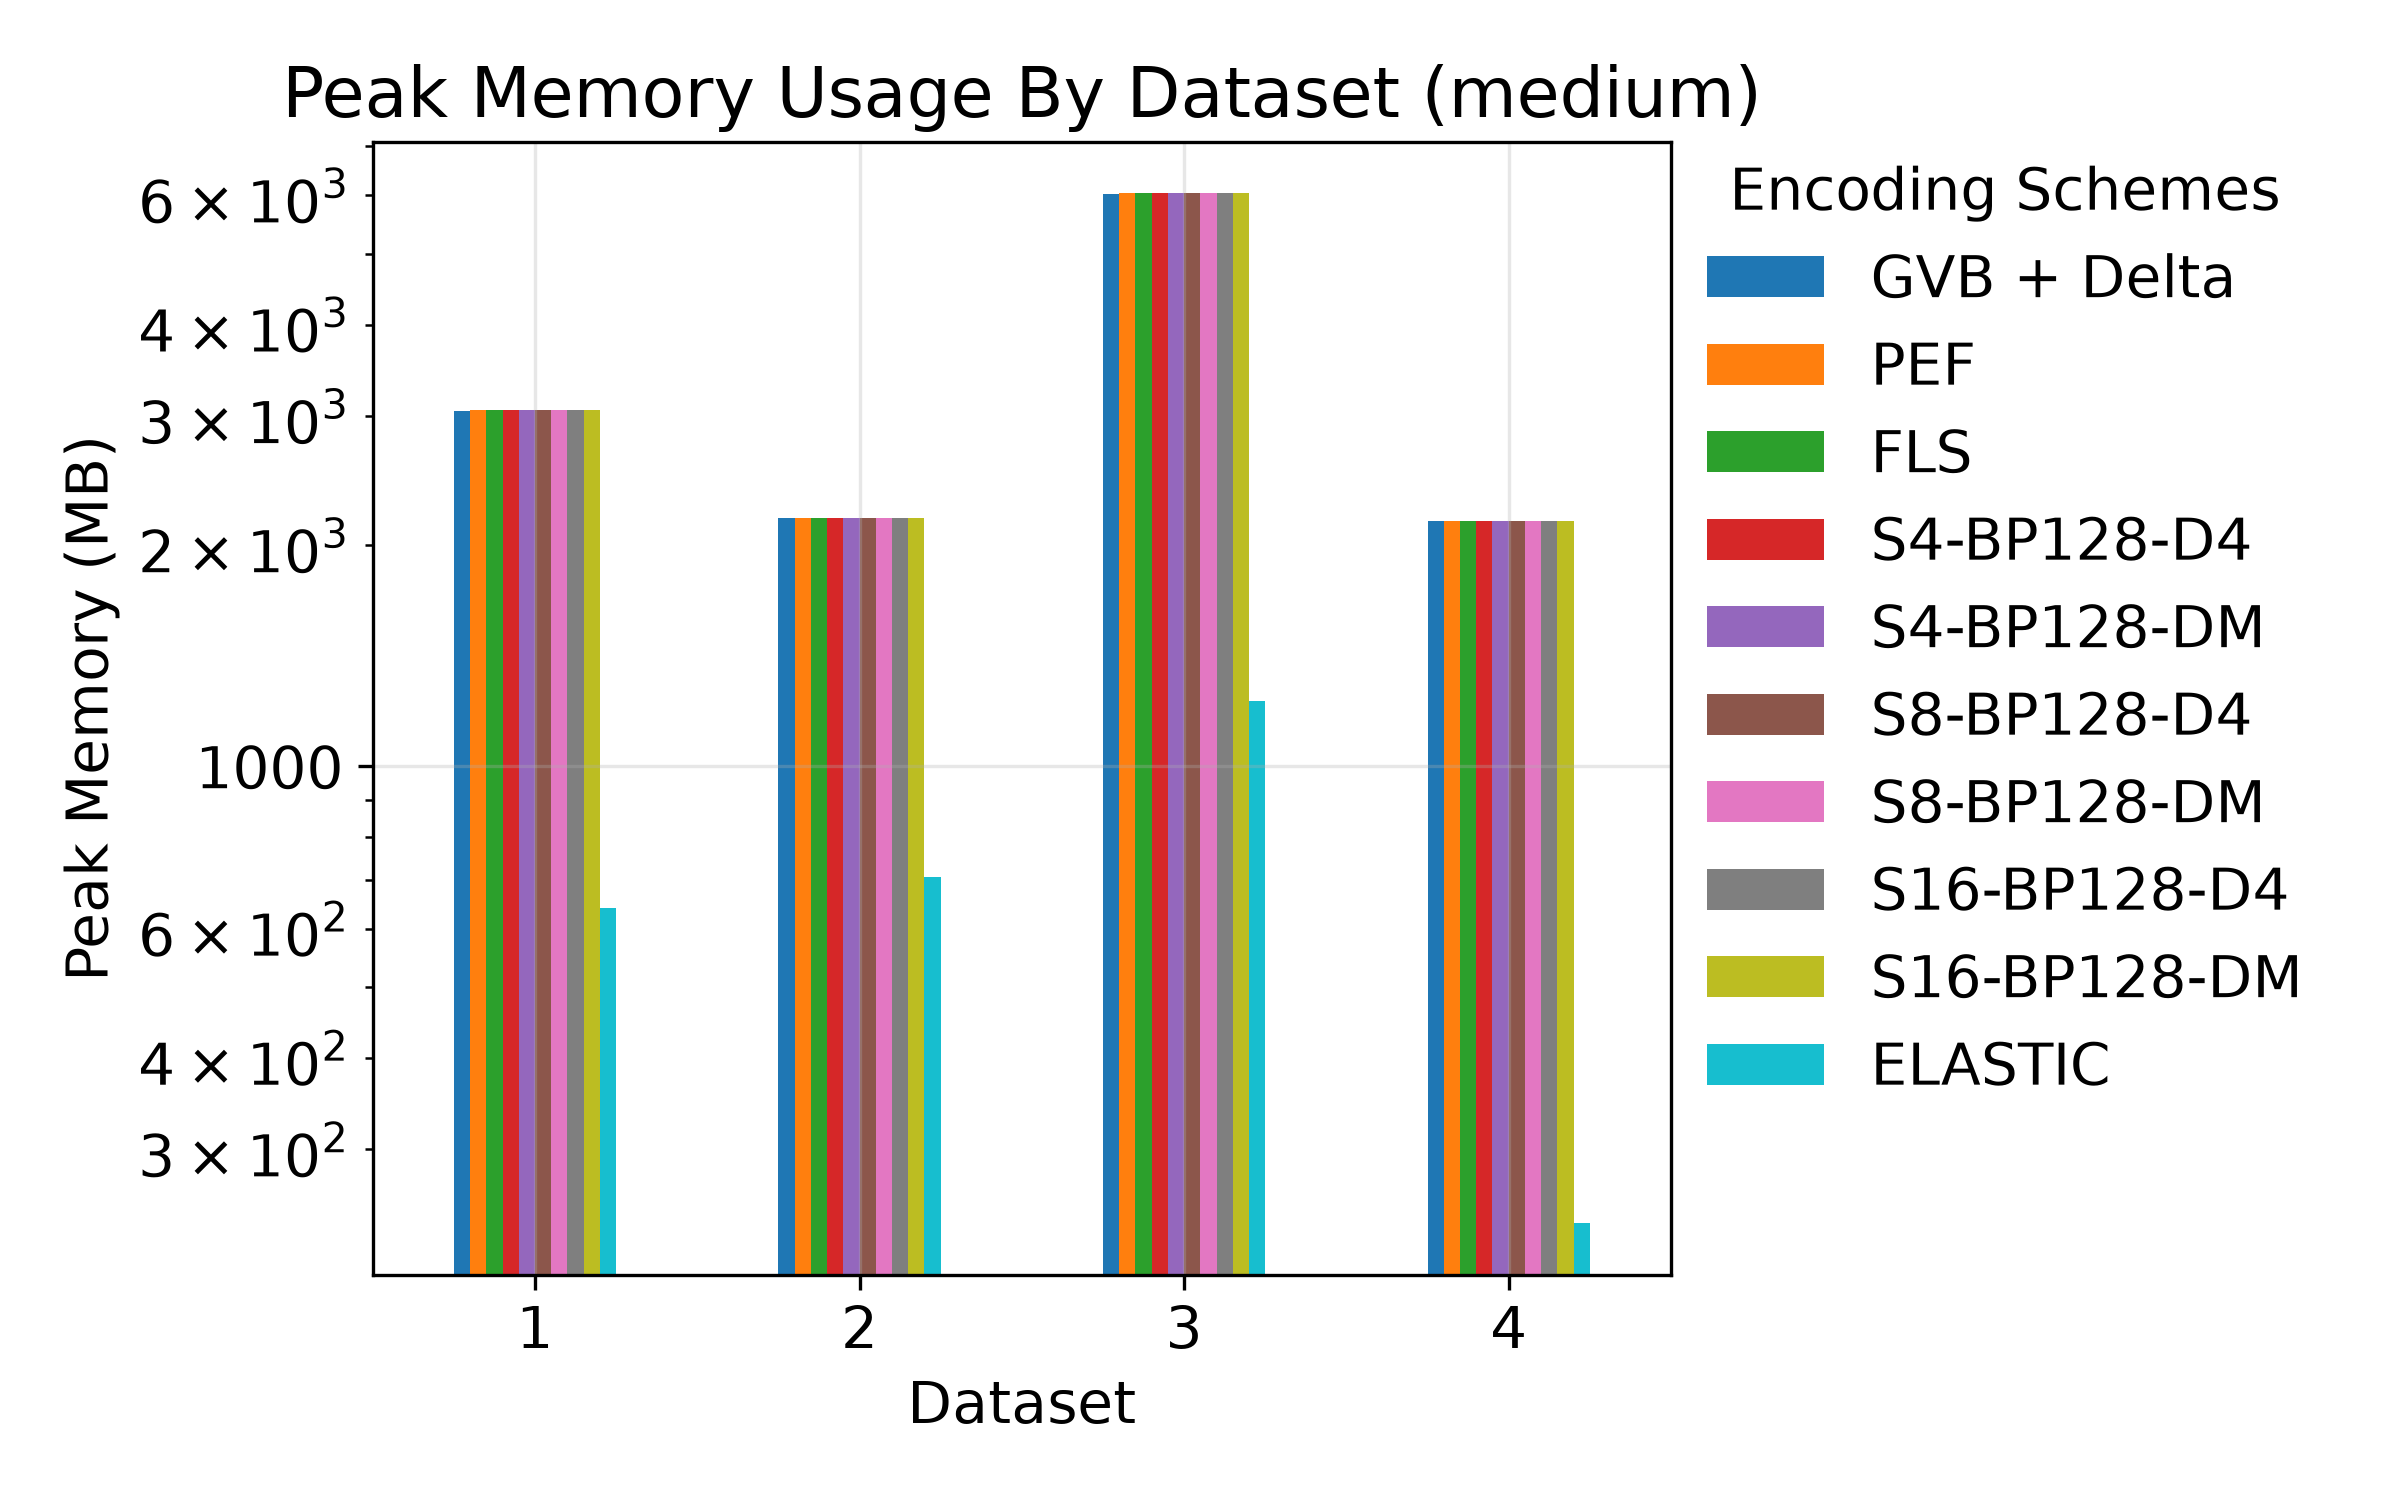 Peak Memory Usage By Dataset (medium)
Peak Memory (MB)
6 × 10³
4 × 10³
3 × 10³
2 × 10³
1000
6 × 10²
4 × 10²
3 × 10²
1 2 3 4
Dataset
Encoding Schemes
GVB + Delta
PEF
FLS
S4-BP128-D4
S4-BP128-DM
S8-BP128-D4
S8-BP128-DM
S16-BP128-D4
S16-BP128-DM
ELASTIC